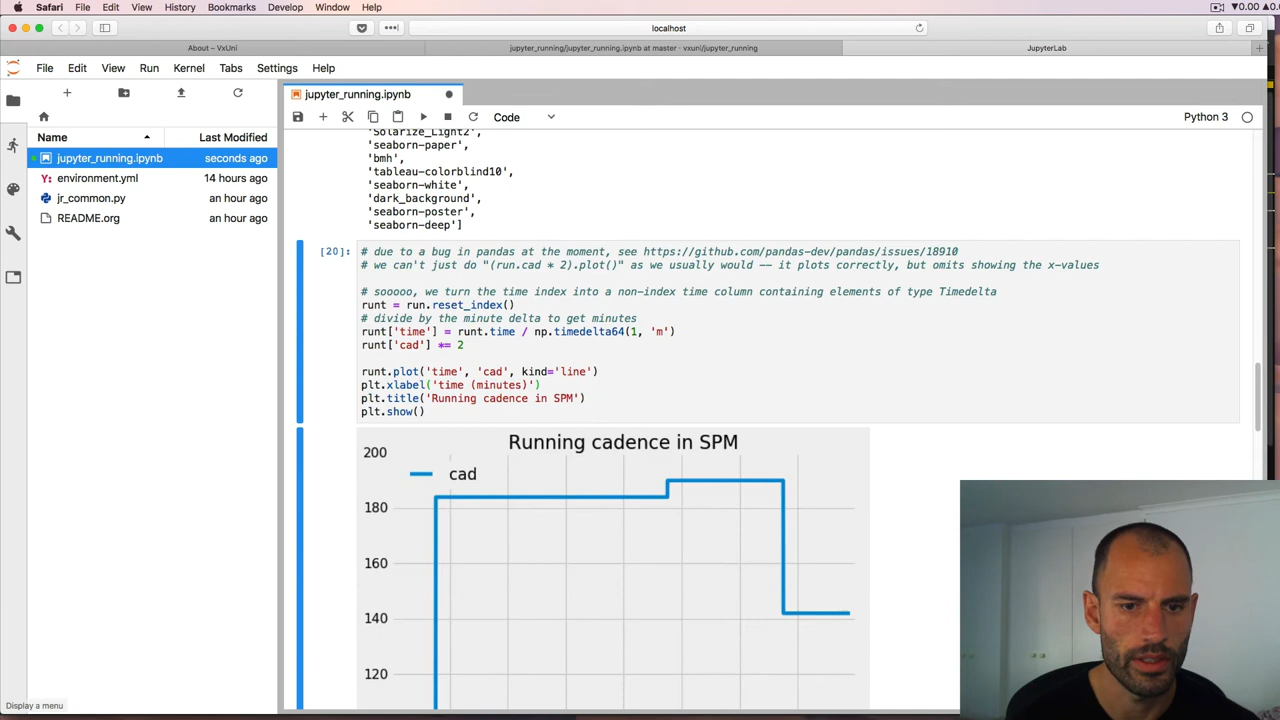 Safari File Edit View History Bookmarks Develop Window Help
localhost
About – VxUni
jupyter_running/jupyter_running.ipynb at master · vxuni/jupyter_running
JupyterLab
File Edit View Run Kernel Tabs Settings Help
jupyter_running.ipynb
Code
Python 3
Name Last Modified
jupyter_running.ipynb seconds ago
Y: environment.yml 14 hours ago
jr_common.py an hour ago
README.org an hour ago
'Solarize_Light2',
'seaborn-paper',
'bmh',
'tableau-colorblind10',
'seaborn-white',
'dark_background',
'seaborn-poster',
'seaborn-deep']
[20]:
# due to a bug in pandas at the moment, see https://github.com/pandas-dev/pandas/issues/18910
# we can't just do "(run.cad * 2).plot()" as we usually would -- it plots correctly, but omits showing the x-values
# sooooo, we turn the time index into a non-index time column containing elements of type Timedelta
runt = run.reset_index()
# divide by the minute delta to get minutes
runt['time'] = runt.time / np.timedelta64(1, 'm')
runt['cad'] *= 2
runt.plot('time', 'cad', kind='line')
plt.xlabel('time (minutes)')
plt.title('Running cadence in SPM')
plt.show()
Running cadence in SPM
200
cad
180
160
140
120
Display a menu